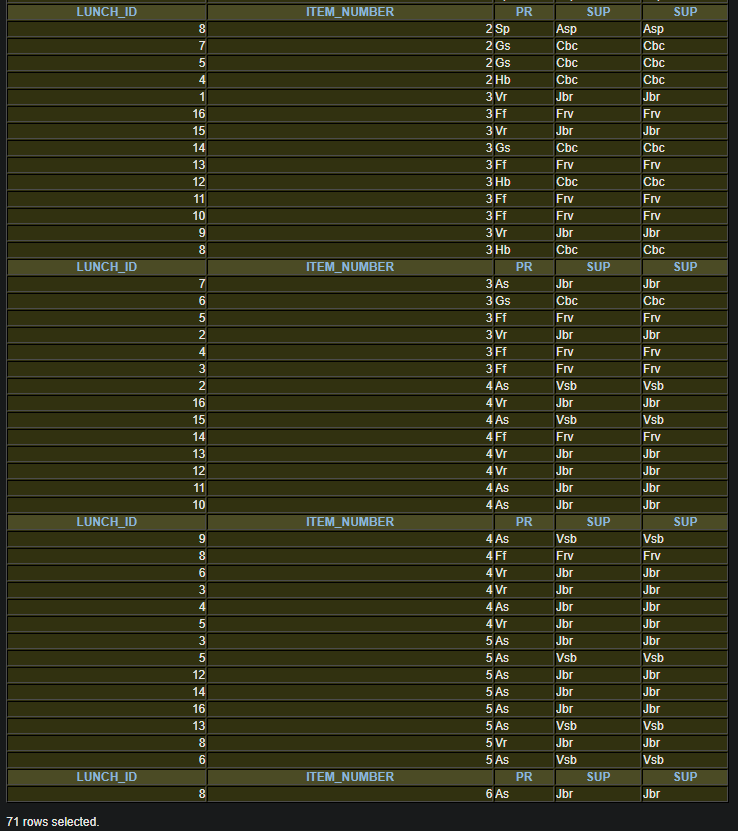 LUNCH_ID ITEM_NUMBER PR SUP SUP
8 2 Sp Asp Asp
7 2 Gs Cbc Cbc
5 2 Gs Cbc Cbc
4 2 Hb Cbc Cbc
1 3 Vr Jbr Jbr
16 3 Ff Frv Frv
15 3 Vr Jbr Jbr
14 3 Gs Cbc Cbc
13 3 Ff Frv Frv
12 3 Hb Cbc Cbc
11 3 Ff Frv Frv
10 3 Ff Frv Frv
9 3 Vr Jbr Jbr
8 3 Hb Cbc Cbc
LUNCH_ID ITEM_NUMBER PR SUP SUP
7 3 As Jbr Jbr
6 3 Gs Cbc Cbc
5 3 Ff Frv Frv
2 3 Vr Jbr Jbr
4 3 Ff Frv Frv
3 3 Ff Frv Frv
2 4 As Vsb Vsb
16 4 Vr Jbr Jbr
15 4 As Vsb Vsb
14 4 Ff Frv Frv
13 4 Vr Jbr Jbr
12 4 Vr Jbr Jbr
11 4 As Jbr Jbr
10 4 As Jbr Jbr
LUNCH_ID ITEM_NUMBER PR SUP SUP
9 4 As Vsb Vsb
8 4 Ff Frv Frv
6 4 Vr Jbr Jbr
3 4 Vr Jbr Jbr
4 4 As Jbr Jbr
5 4 Vr Jbr Jbr
3 5 As Jbr Jbr
5 5 As Vsb Vsb
12 5 As Jbr Jbr
14 5 As Jbr Jbr
16 5 As Jbr Jbr
13 5 As Vsb Vsb
8 5 Vr Jbr Jbr
6 5 As Vsb Vsb
LUNCH_ID ITEM_NUMBER PR SUP SUP
8 6 As Jbr Jbr
71 rows selected.